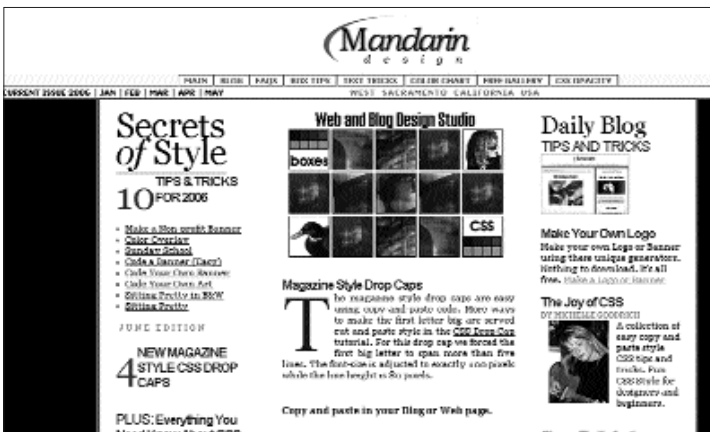 Mandarin
design
MAIN | BLOG | FAQS | BOX TIPS | TEXT TRICKS | COLOR CHART | FREE GALLERY | CSS OPACITY
CURRENT ISSUE 2006 | JAN | FEB | MAR | APR | MAY
WEST SACRAMENTO CALIFORNIA USA
Secrets
of Style
10 TIPS & TRICKS
FOR 2006
Make a Non profit Banner
Color Overlay
Sunday School
Code a Banner (Easy)
Code Your Own Banner
Code Your Own Art
Sitting Pretty in B&W
Sitting Pretty
JUNE EDITION
4 NEW MAGAZINE
STYLE CSS DROP
CAPS
PLUS: Everything You
Need Know About CSS
Web and Blog Design Studio
boxes
CSS
Magazine Style Drop Caps
The magazine style drop caps are easy
using copy and paste code. More ways
to make the first letter big are served
cut and paste style in the CSS Drop Cap
tutorial. For this drop cap we forced the
first big letter to span more than five
lines. The font-size is adjusted to exactly 100 pixels
while the line height is 80 pixels.
Copy and paste in your Blog or Web page.
Daily Blog
TIPS AND TRICKS
Make Your Own Logo
Make your own Logo or Banner
using these unique generators.
Nothing to download. It's all
free. Make a Logo or Banner
The Joy of CSS
BY MICHELLE GOODRICH
A collection of
easy copy and
paste style
CSS tips and
tricks. Fun
CSS Style for
designers and
beginners.